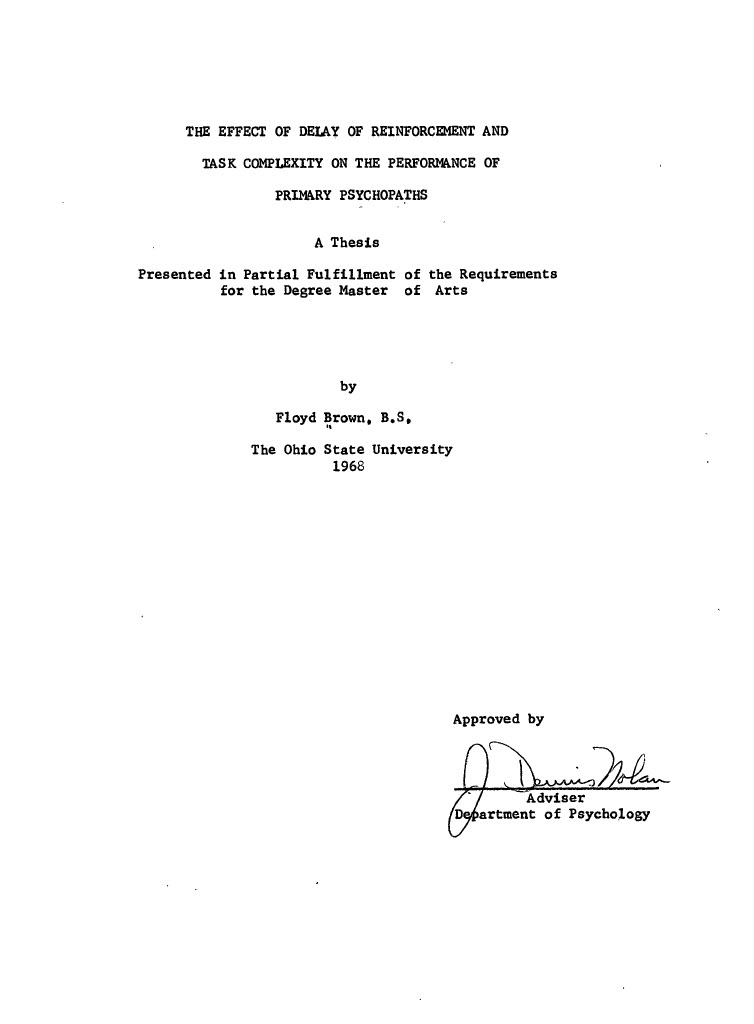 THE EFFECT OF DELAY OF REINFORCEMENT AND
TASK COMPLEXITY ON THE PERFORMANCE OF
PRIMARY PSYCHOPATHS
A Thesis
Presented in Partial Fulfillment of the Requirements
for the Degree Master of Arts
by
Floyd Brown, B.S.
The Ohio State University
1968
Approved by
J. Dennis Nolan
Adviser
Department of Psychology